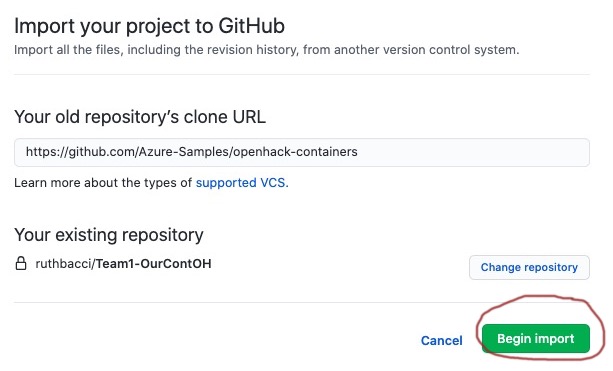 Import your project to GitHub
Import all the files, including the revision history, from another version control system.
Your old repository's clone URL
https://github.com/Azure-Samples/openhack-containers
Learn more about the types of supported VCS.
Your existing repository
ruthbacci/Team1-OurContOH
Change repository
Cancel
Begin import